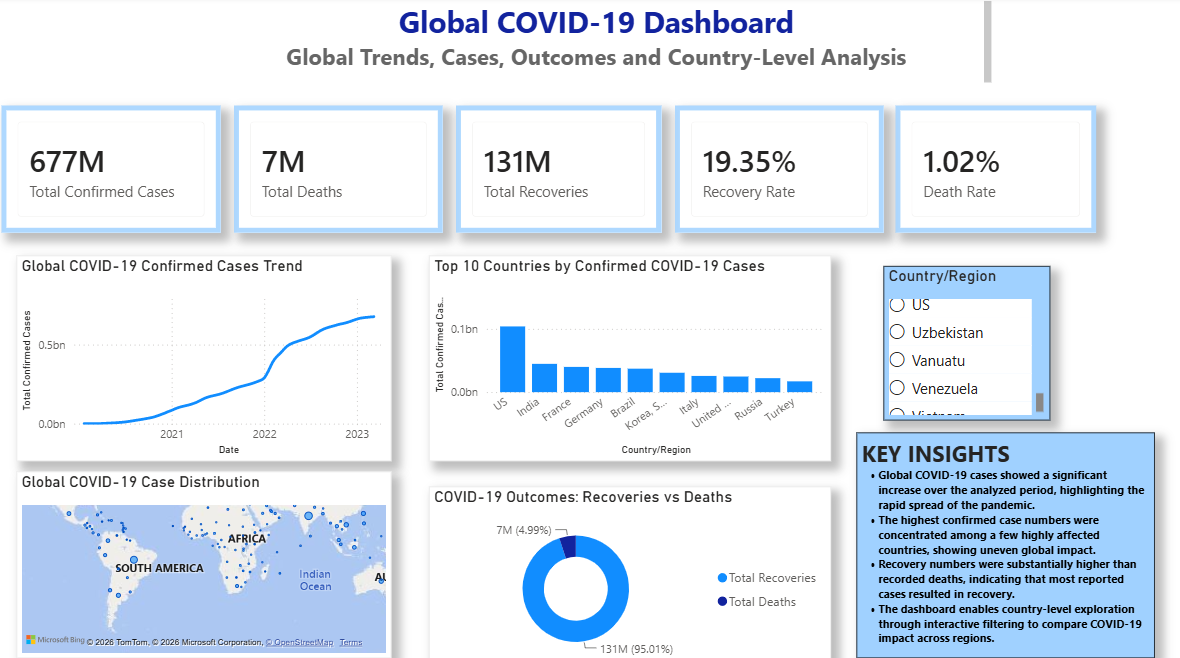 Global COVID-19 Dashboard
Global Trends, Cases, Outcomes and Country-Level Analysis
677M
Total Confirmed Cases
7M
Total Deaths
131M
Total Recoveries
19.35%
Recovery Rate
1.02%
Death Rate
Global COVID-19 Confirmed Cases Trend
Total Confirmed Cases
0.5bn
0.0bn
2021
2022
2023
Date
Top 10 Countries by Confirmed COVID-19 Cases
Total Confirmed Cas...
0.1bn
0.0bn
US
India
France
Germany
Brazil
Korea, S...
Italy
United ...
Russia
Turkey
Country/Region
Country/Region
US
Uzbekistan
Vanuatu
Venezuela
Vietnam
Global COVID-19 Case Distribution
AFRICA
SOUTH AMERICA
Indian
Ocean
AU
Microsoft Bing
© 2026 TomTom, © 2026 Microsoft Corporation, © OpenStreetMap Terms
COVID-19 Outcomes: Recoveries vs Deaths
7M (4.99%)
131M (95.01%)
Total Recoveries
Total Deaths
KEY INSIGHTS
• Global COVID-19 cases showed a significant
increase over the analyzed period, highlighting the
rapid spread of the pandemic.
• The highest confirmed case numbers were
concentrated among a few highly affected
countries, showing uneven global impact.
• Recovery numbers were substantially higher than
recorded deaths, indicating that most reported
cases resulted in recovery.
• The dashboard enables country-level exploration
through interactive filtering to compare COVID-19
impact across regions.